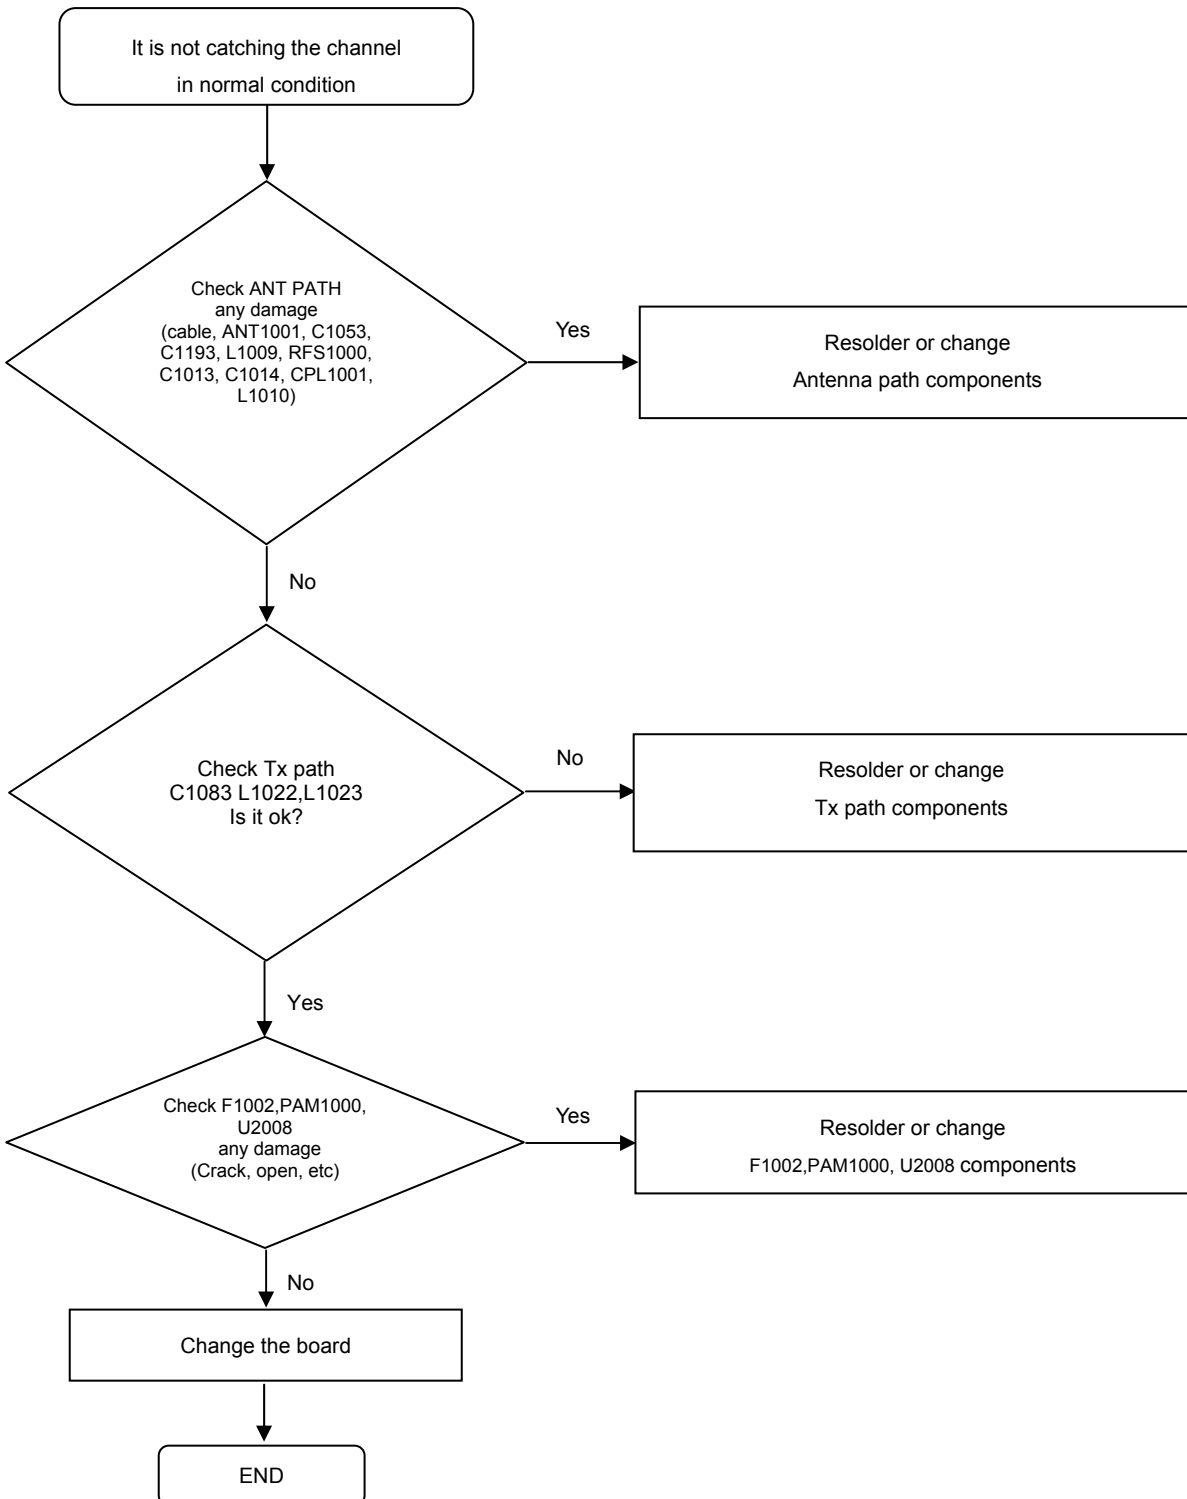 It is not catching the channel
in normal condition
Check ANT PATH
any damage
(cable, ANT1001, C1053,
C1193, L1009, RFS1000,
C1013, C1014, CPL1001,
L1010)
Yes
Resolder or change
Antenna path components
No
Check Tx path
C1083 L1022,L1023
Is it ok?
No
Resolder or change
Tx path components
Yes
Check F1002,PAM1000,
U2008
any damage
(Crack, open, etc)
Yes
Resolder or change
F1002,PAM1000, U2008 components
No
Change the board
END